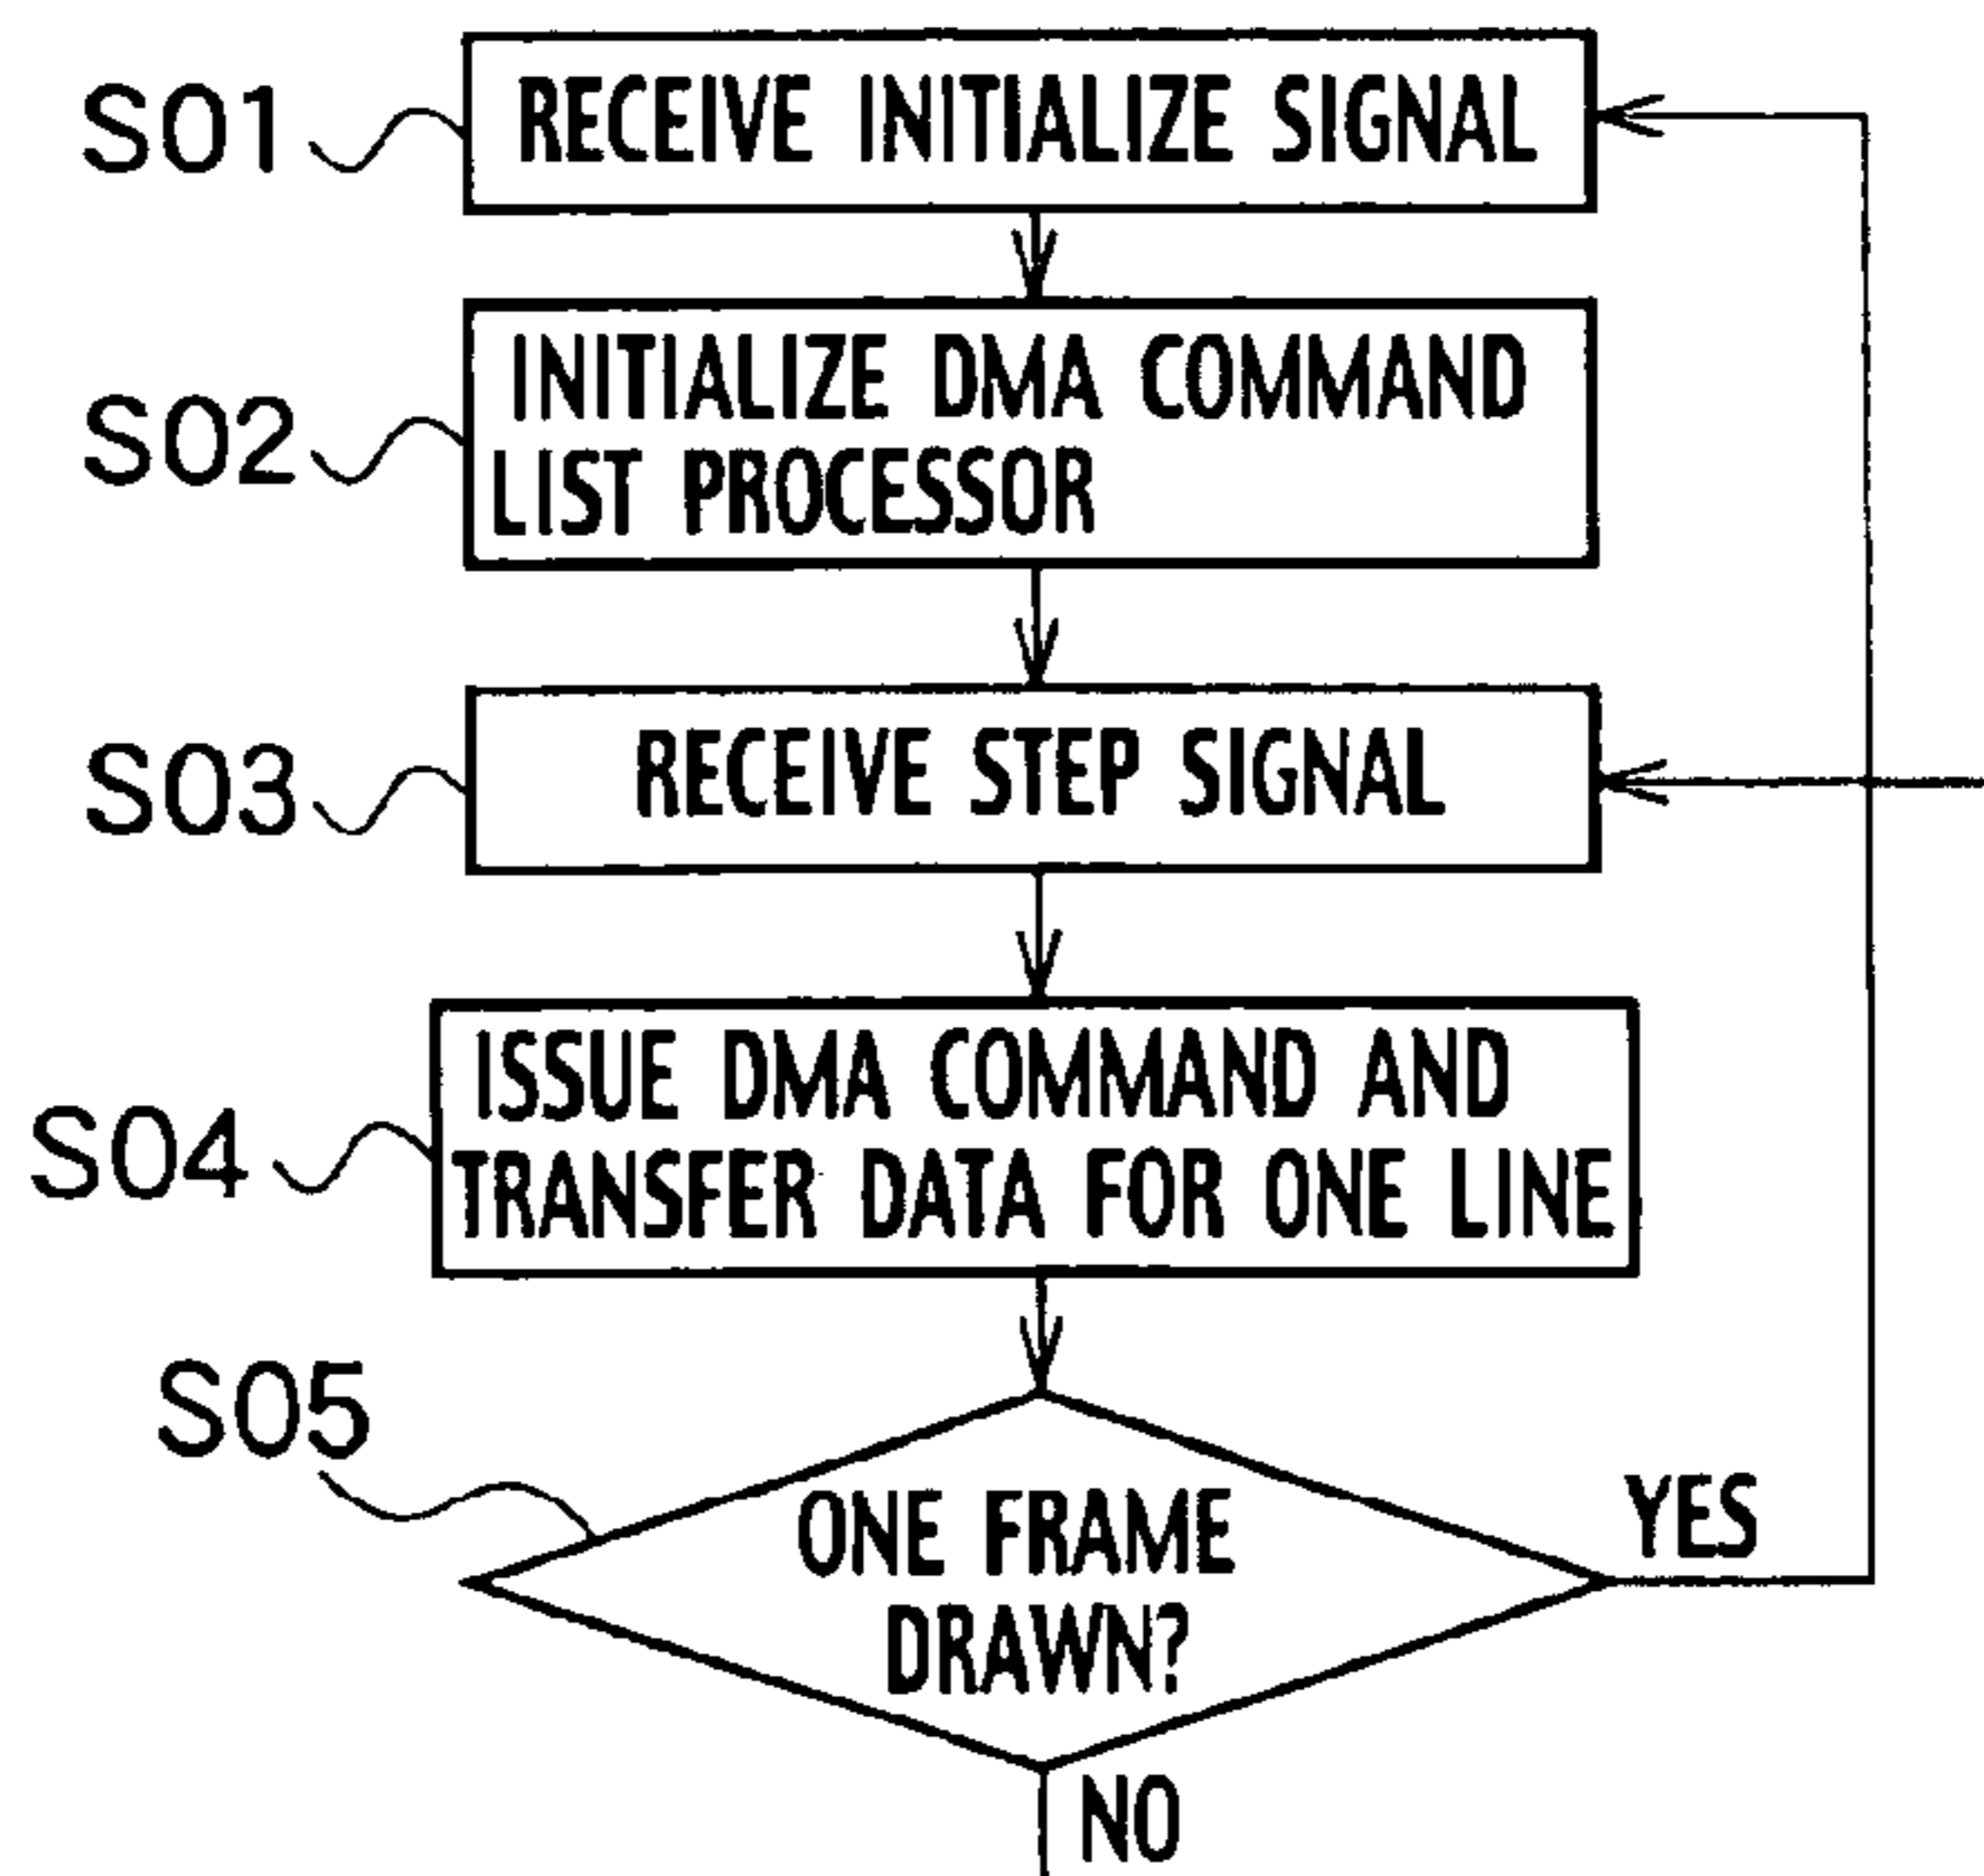 S01
RECEIVE INITIALIZE SIGNAL
S02
INITIALIZE DMA COMMAND
LIST PROCESSOR
S03
RECEIVE STEP SIGNAL
S04
ISSUE DMA COMMAND AND
TRANSFER DATA FOR ONE LINE
S05
ONE FRAME
DRAWN?
YES
NO